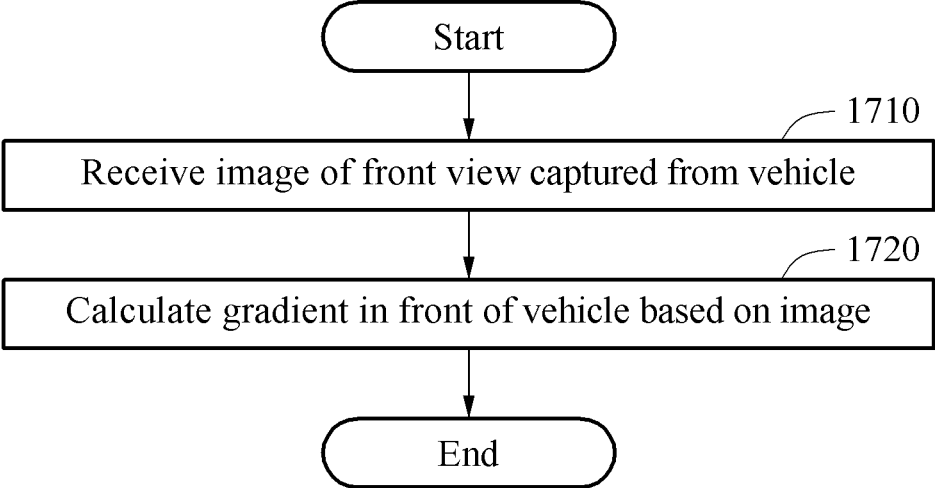 Start
1710
Receive image of front view captured from vehicle
1720
Calculate gradient in front of vehicle based on image
End